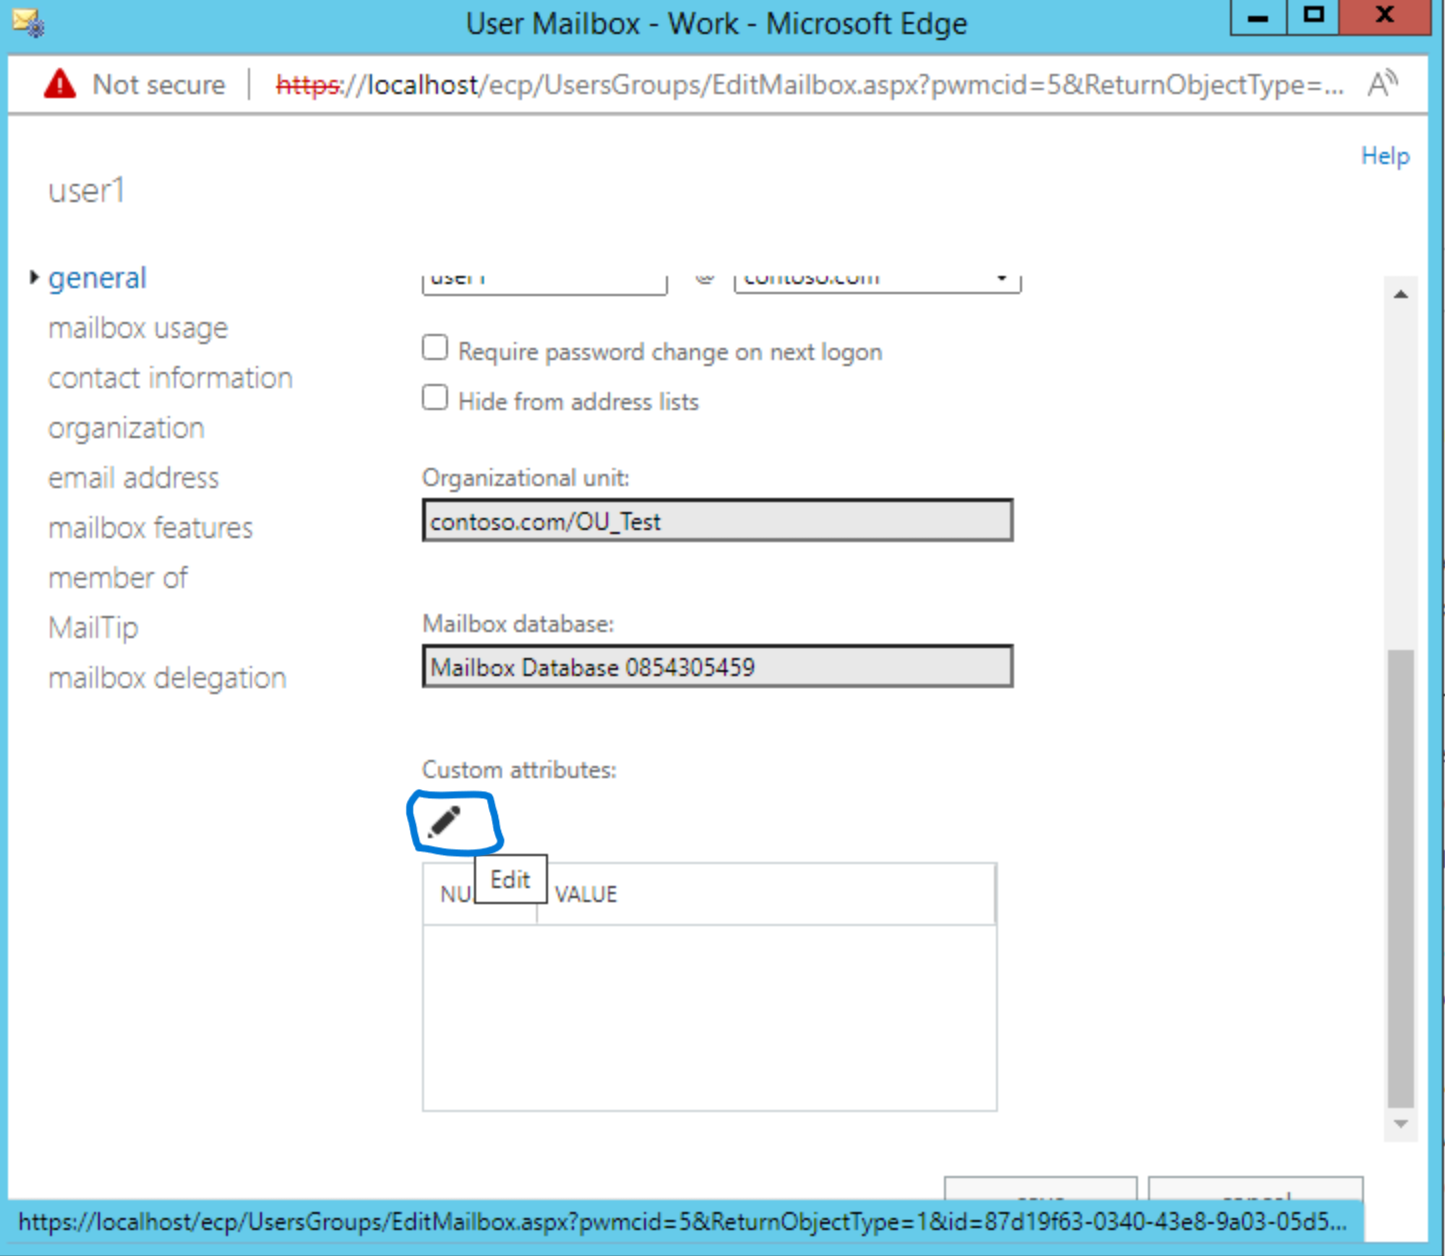 User Mailbox - Work - Microsoft Edge
Not secure https://localhost/ecp/UsersGroups/EditMailbox.aspx?pwmcid=5&ReturnObjectType=...
Help
user1
general
mailbox usage
contact information
organization
email address
mailbox features
member of
MailTip
mailbox delegation
user1 @ contoso.com
Require password change on next logon
Hide from address lists
Organizational unit:
contoso.com/OU_Test
Mailbox database:
Mailbox Database 0854305459
Custom attributes:
Edit
NU VALUE
save cancel
https://localhost/ecp/UsersGroups/EditMailbox.aspx?pwmcid=5&ReturnObjectType=1&id=87d19f63-0340-43e8-9a03-05d5...